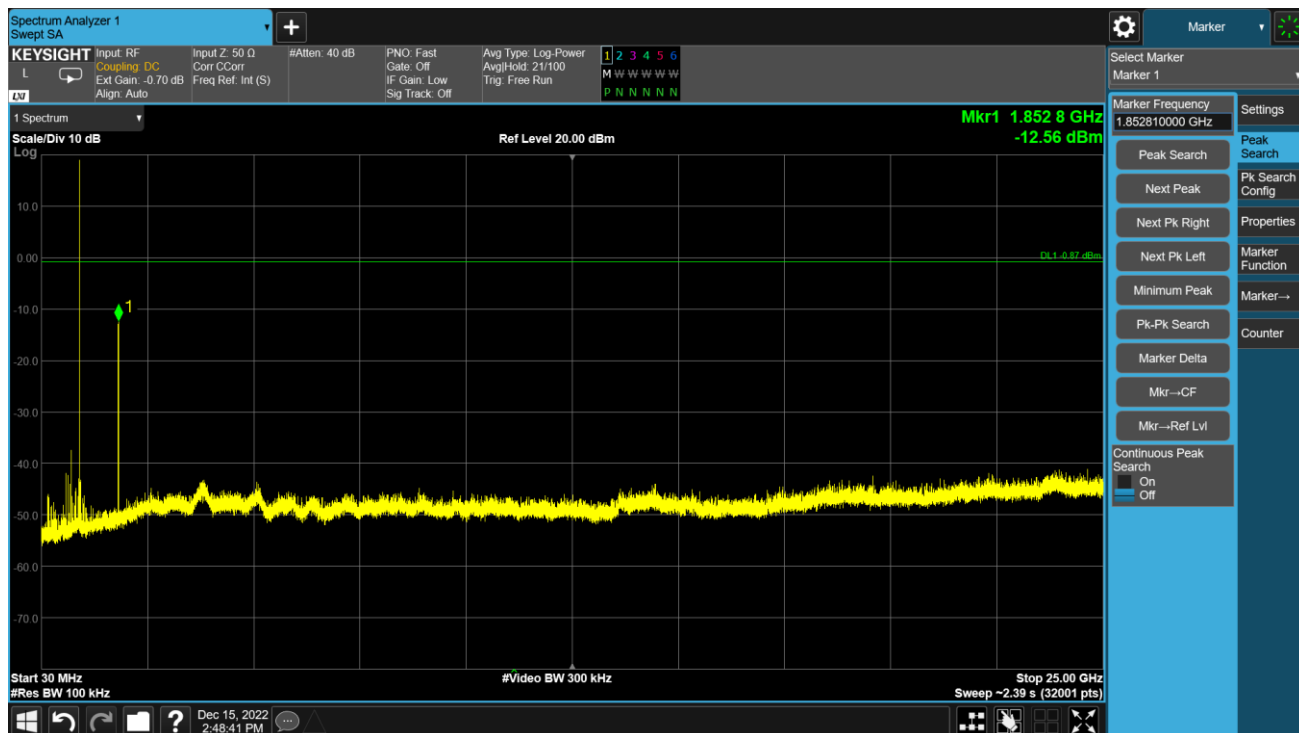 Spectrum Analyzer 1
Swept SA
Marker
KEYSIGHT
L
LXI
Input: RF
Coupling: DC
Ext Gain: -0.70 dB
Align: Auto
Input Z: 50 Ω
Corr CCorr
Freq Ref: Int (S)
#Atten: 40 dB
PNO: Fast
Gate: Off
IF Gain: Low
Sig Track: Off
Avg Type: Log-Power
Avg|Hold: 21/100
Trig: Free Run
1 2 3 4 5 6
M W W W W W
P N N N N N
Select Marker
Marker 1
1 Spectrum
Scale/Div 10 dB
Log
Ref Level 20.00 dBm
Mkr1 1.852 8 GHz
-12.56 dBm
10.0
0.00
-10.0
-20.0
-30.0
-40.0
-50.0
-60.0
-70.0
DL1 -0.87 dBm
1
Start 30 MHz
#Res BW 100 kHz
#Video BW 300 kHz
Stop 25.00 GHz
Sweep ~2.39 s (32001 pts)
Marker Frequency
1.852810000 GHz
Peak Search
Next Peak
Next Pk Right
Next Pk Left
Minimum Peak
Pk-Pk Search
Marker Delta
Mkr→CF
Mkr→Ref Lvl
Continuous Peak
Search
On
Off
Settings
Peak
Search
Pk Search
Config
Properties
Marker
Function
Marker→
Counter
?
Dec 15, 2022
2:48:41 PM